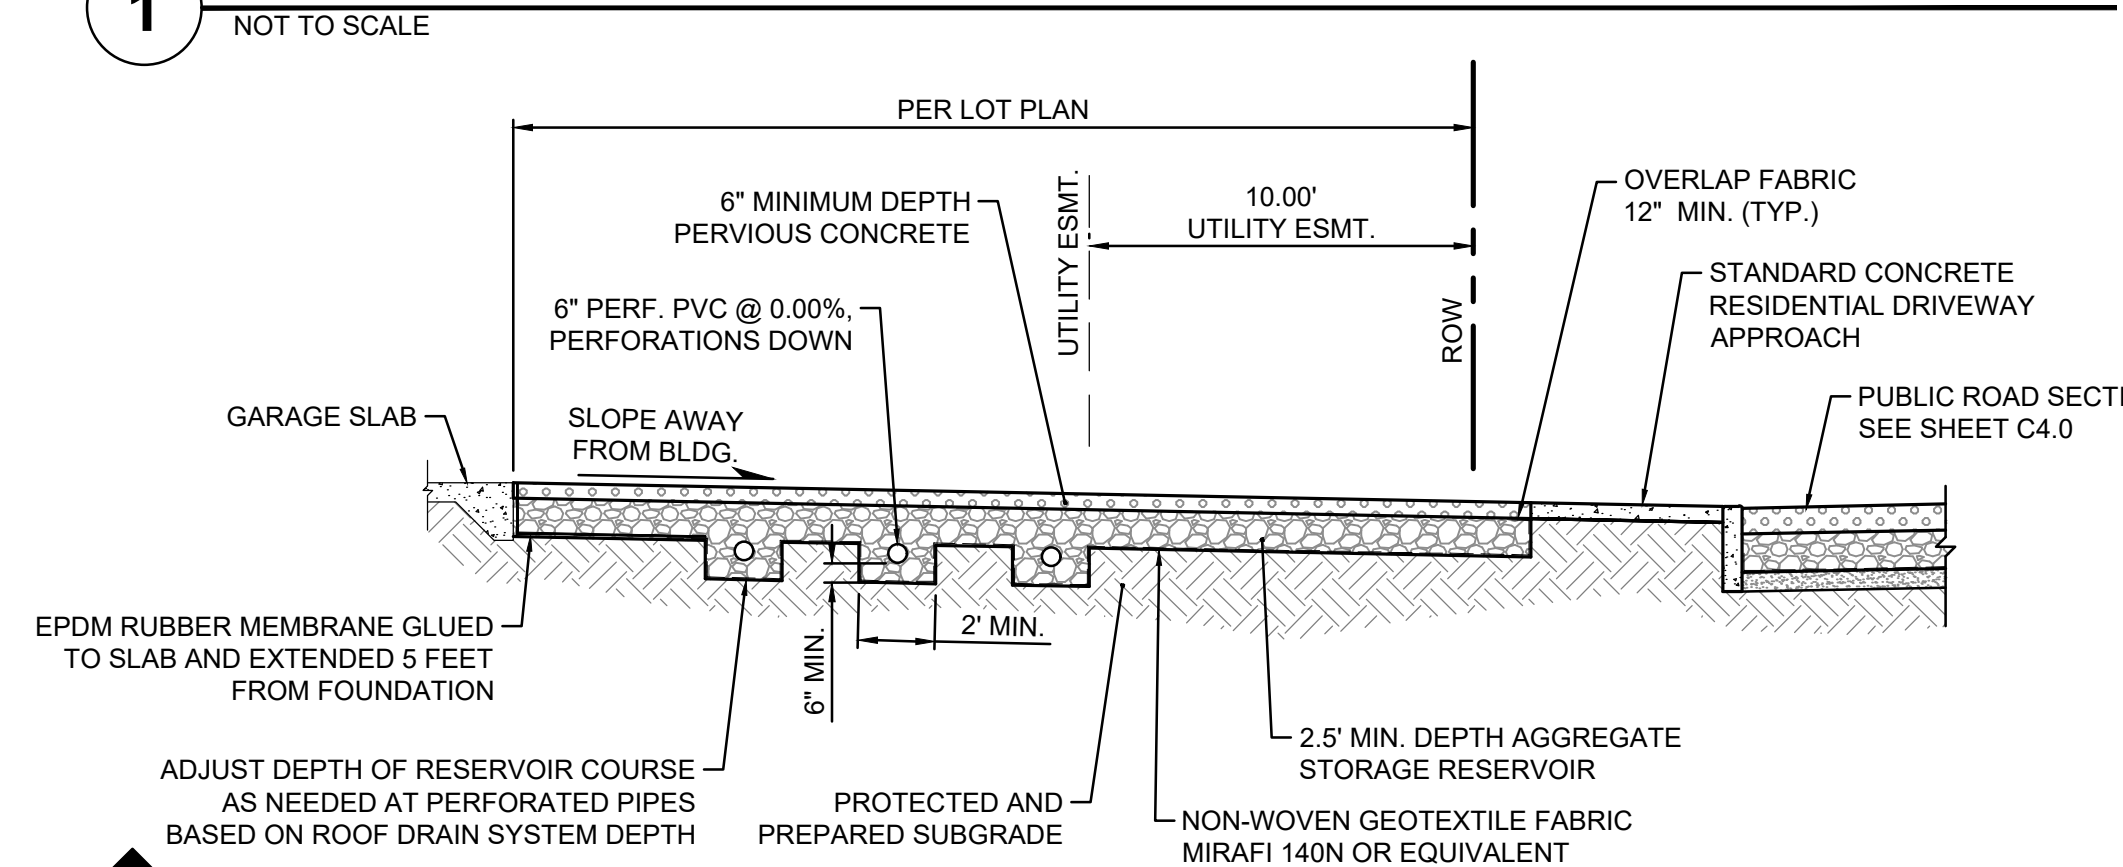 1
NOT TO SCALE
PER LOT PLAN
6" MINIMUM DEPTH
PERVIOUS CONCRETE
UTILITY ESMT.
10.00'
UTILITY ESMT.
ROW
OVERLAP FABRIC
12" MIN. (TYP.)
STANDARD CONCRETE
RESIDENTIAL DRIVEWAY
APPROACH
6" PERF. PVC @ 0.00%,
PERFORATIONS DOWN
PUBLIC ROAD
SEE SHEET C4.0
GARAGE SLAB
SLOPE AWAY
FROM BLDG.
EPDM RUBBER MEMBRANE GLUED
TO SLAB AND EXTENDED 5 FEET
FROM FOUNDATION
6" MIN.
2' MIN.
ADJUST DEPTH OF RESERVOIR COURSE
AS NEEDED AT PERFORATED PIPES
BASED ON ROOF DRAIN SYSTEM DEPTH
PROTECTED AND
PREPARED SUBGRADE
2.5' MIN. DEPTH AGGREGATE
STORAGE RESERVOIR
NON-WOVEN GEOTEXTILE FABRIC
MIRAFI 140N OR EQUIVALENT